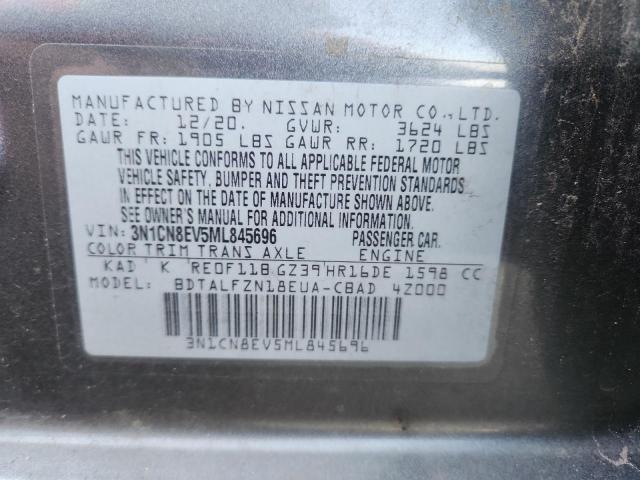 MANUFACTURED BY NISSAN MOTOR CO., LTD.
DATE: 12/20. GVWR: 3624 LBS
GAWR FR: 1905 LBS GAWR RR: 1720 LBS
THIS VEHICLE CONFORMS TO ALL APPLICABLE FEDERAL MOTOR
VEHICLE SAFETY, BUMPER AND THEFT PREVENTION STANDARDS
IN EFFECT ON THE DATE OF MANUFACTURE SHOWN ABOVE.
SEE OWNER'S MANUAL FOR ADDITIONAL INFORMATION.
VIN: 3N1CN8EV5ML845696 PASSENGER CAR.
COLOR TRIM TRANS AXLE ENGINE
KAD K RE0F11B GZ39 HR16DE 1598 CC
MODEL: BDTALFZN18EUA-CBAD 4Z000
3N1CN8EV5ML845696